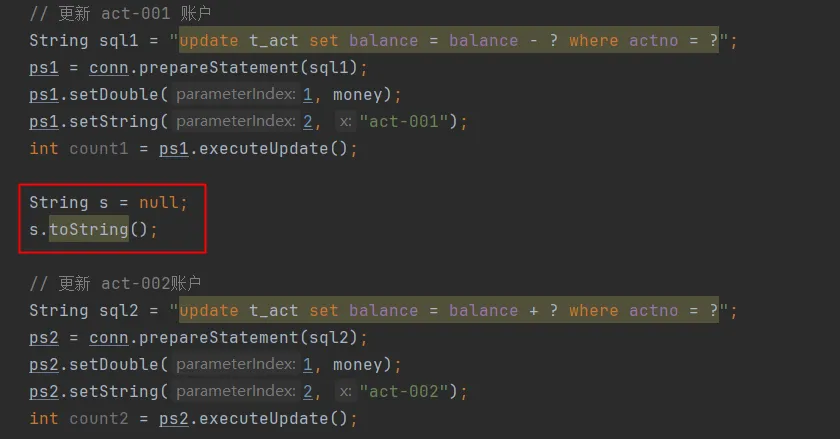 // 更新 act-001 账户
String sql1 = "update t_act set balance = balance - ? where actno = ?";
ps1 = conn.prepareStatement(sql1);
ps1.setDouble( parameterIndex: 1, money);
ps1.setString( parameterIndex: 2, x: "act-001");
int count1 = ps1.executeUpdate();
String s = null;
s.toString();
// 更新 act-002账户
String sql2 = "update t_act set balance = balance + ? where actno = ?";
ps2 = conn.prepareStatement(sql2);
ps2.setDouble( parameterIndex: 1, money);
ps2.setString( parameterIndex: 2, x: "act-002");
int count2 = ps2.executeUpdate();